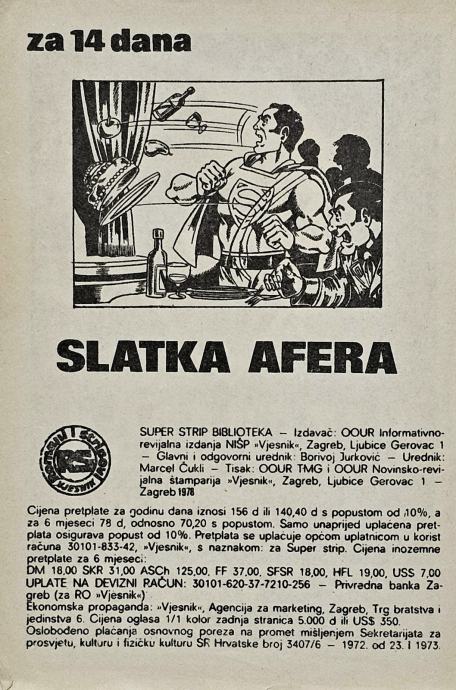 za 14 dana
SLATKA AFERA
SUPER STRIP BIBLIOTEKA — Izdavač: OOUR Informativno-
revijalna izdanja NIŠP »Vjesnik«, Zagreb, Ljubice Gerovac 1
— Glavni i odgovorni urednik: Borivoj Jurković — Urednik:
Marcel Čukli — Tisak: OOUR TMG i OOUR Novinsko-revi-
jalna štamparija »Vjesnik«, Zagreb, Ljubice Gerovac 1 —
Zagreb 1978
RS
VJESNIK
Cijena pretplate za godinu dana iznosi 156 d ili 140,40 d s popustom od 10%, a
za 6 mjeseci 78 d, odnosno 70,20 s popustom. Samo unaprijed uplaćena pret-
plata osigurava popust od 10%. Pretplata se uplaćuje općom uplatnicom u korist
računa 30101-833-42, »Vjesnik«, s naznakom: za Super strip. Cijena inozemne
pretplate za 6 mjeseci:
DM 18,00 SKR 31,00 ASCh 125,00, FF 37,00, SFSR 18,00, HFL 19,00, US$ 7,00
UPLATE NA DEVIZNI RAČUN: 30101-620-37-7210-256 — Privredna banka Za-
greb (za RO »Vjesnik«)
Ekonomska propaganda: »Vjesnik«, Agencija za marketing, Zagreb, Trg bratstva i
jedinstva 6. Cijena oglasa 1/1 kolor zadnja stranica 5.000 d ili US$ 350.
Oslobođeno plaćanja osnovnog poreza na promet mišljenjem Sekretarijata za
prosvjetu, kulturu i fizičku kulturu SR Hrvatske broj 3407/6 — 1972. od 23. I 1973.